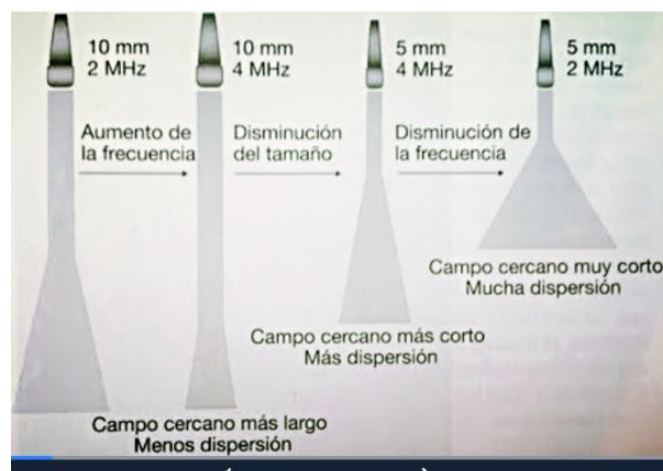 10 mm
2 MHz
10 mm
4 MHz
5 mm
4 MHz
5 mm
2 MHz
Aumento de
la frecuencia
Disminución
del tamaño
Disminución de
la frecuencia
Campo cercano muy corto
Mucha dispersión
Campo cercano más corto
Más dispersión
Campo cercano más largo
Menos dispersión